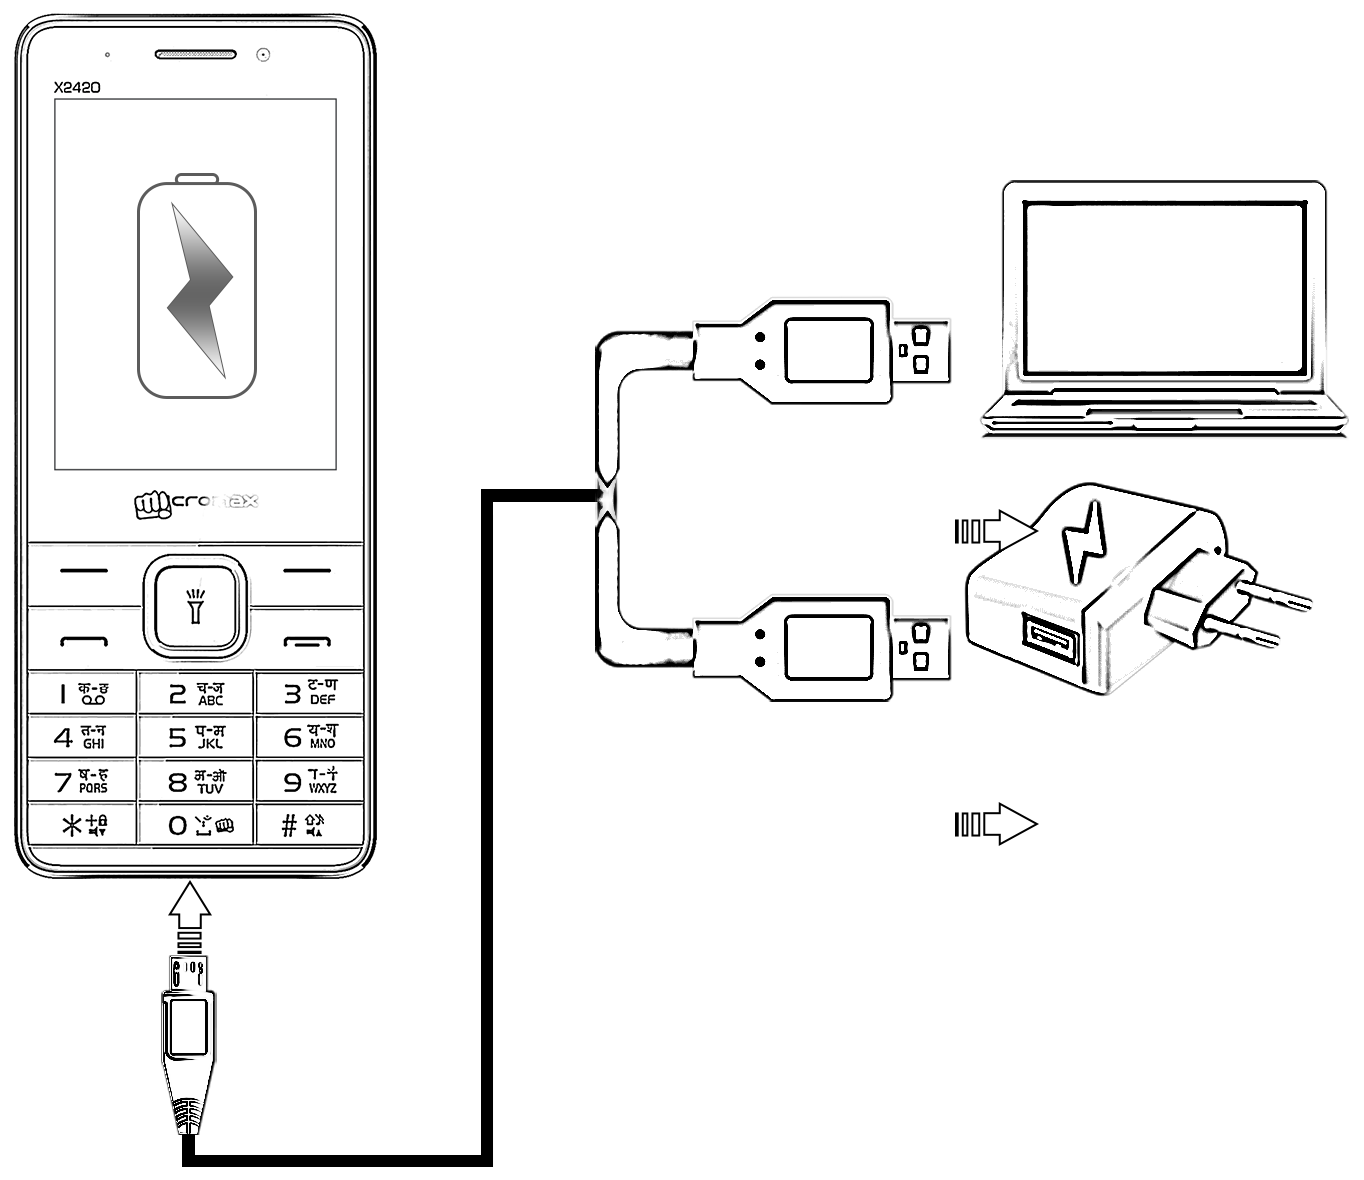 X2420
micromax
1 क-ङ
2 च-ज ABC
3 ट-ण DEF
4 त-न GHI
5 प-म JKL
6 य-श MNO
7 ष-ह PQRS
8 अ-ओ TUV
9 WXYZ
* +
0
#